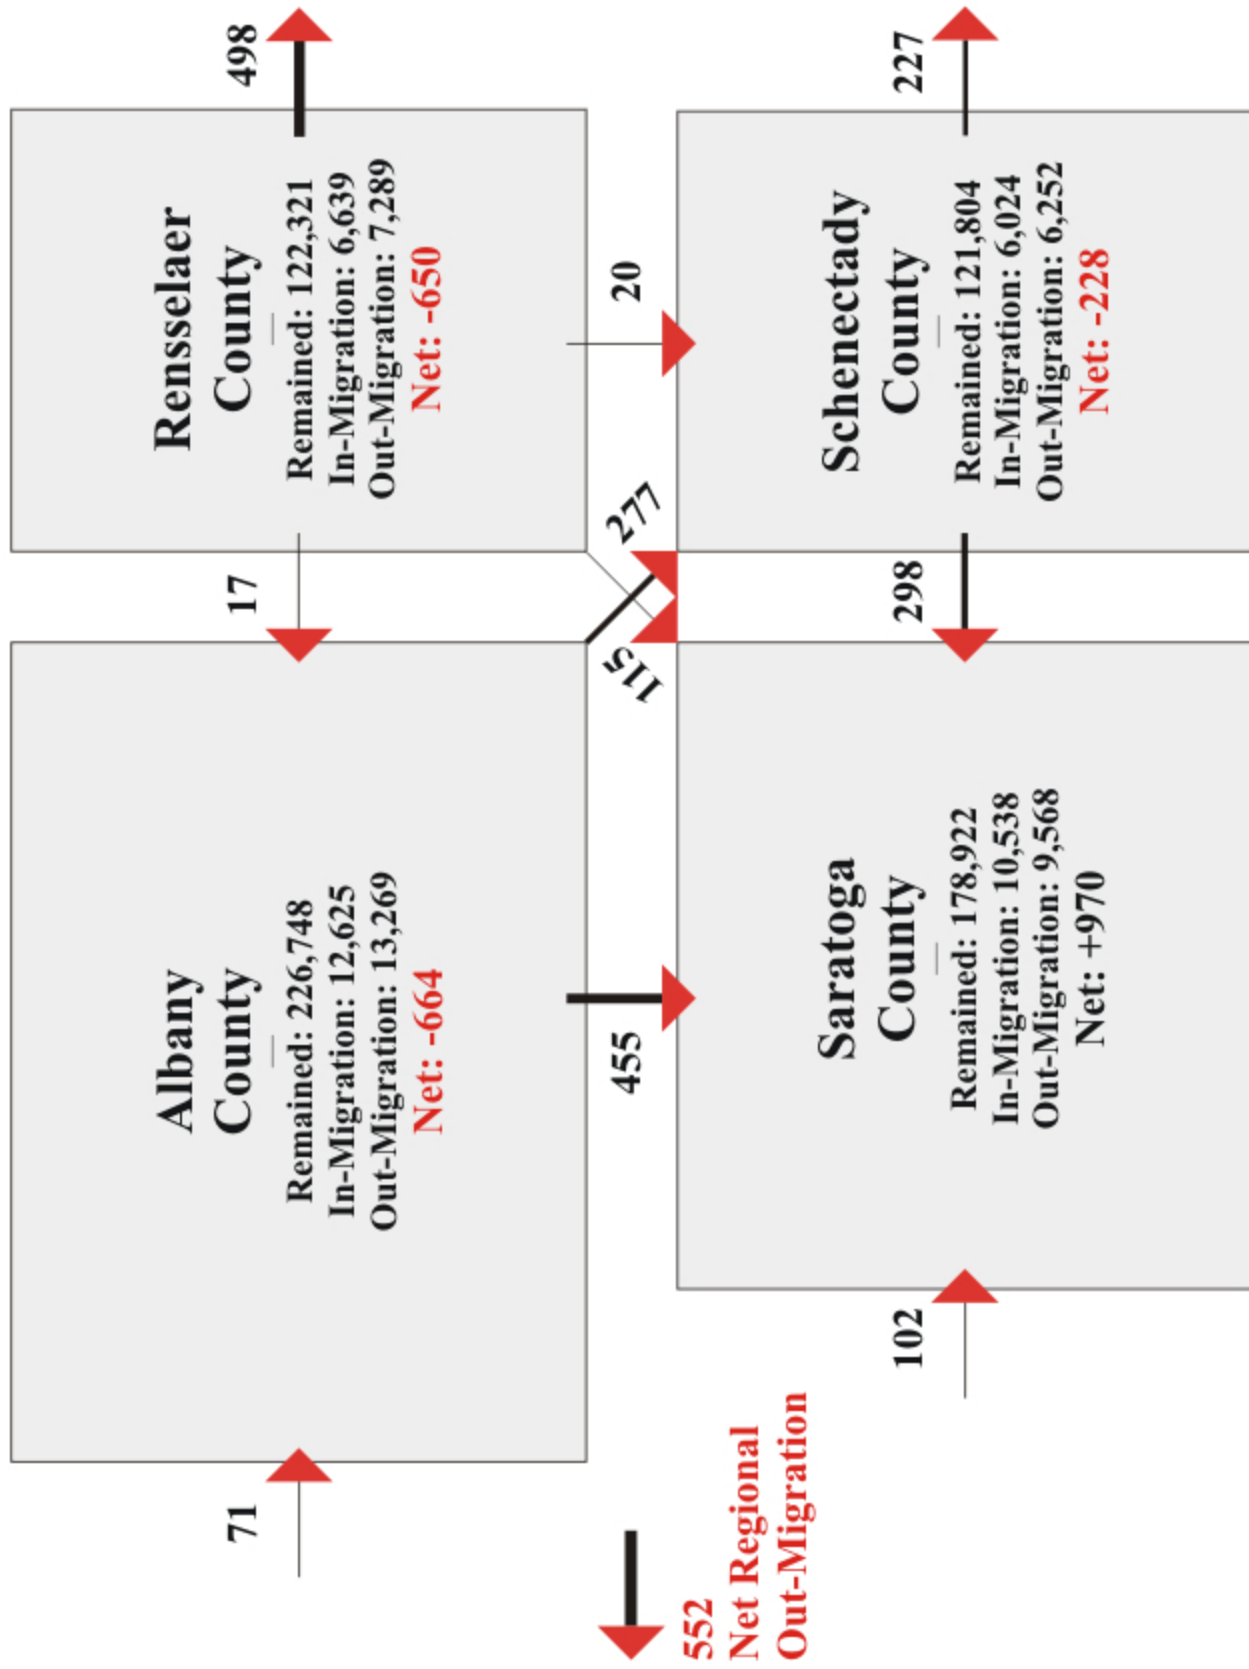 Albany
County
Remained: 226,748
In-Migration: 12,625
Out-Migration: 13,269
Net: -664
71
17
Rensselaer
County
Remained: 122,321
In-Migration: 6,639
Out-Migration: 7,289
Net: -650
498
455
115
277
20
552
Net Regional
Out-Migration
102
Saratoga
County
Remained: 178,922
In-Migration: 10,538
Out-Migration: 9,568
Net: +970
298
Schenectady
County
Remained: 121,804
In-Migration: 6,024
Out-Migration: 6,252
Net: -228
227